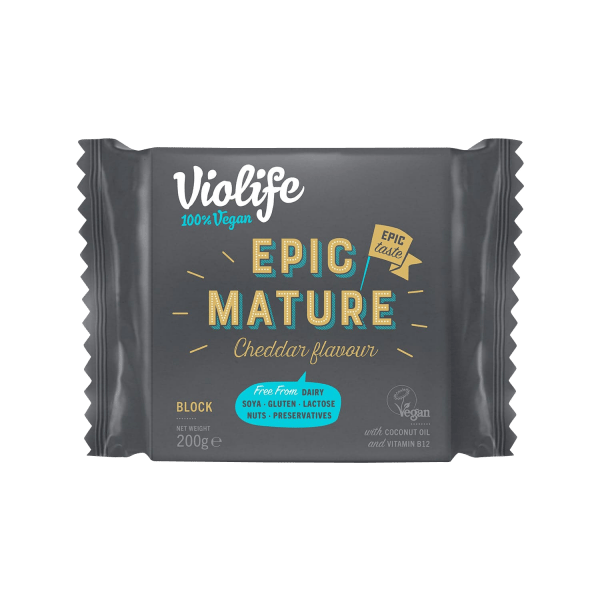 Violife
100% Vegan
EPIC
taste
EPIC
MATURE
Cheddar flavour
Free From DAIRY
SOYA · GLUTEN · LACTOSE
NUTS · PRESERVATIVES
BLOCK
NET WEIGHT
200g e
Vegan
with COCONUT OIL
and VITAMIN B12